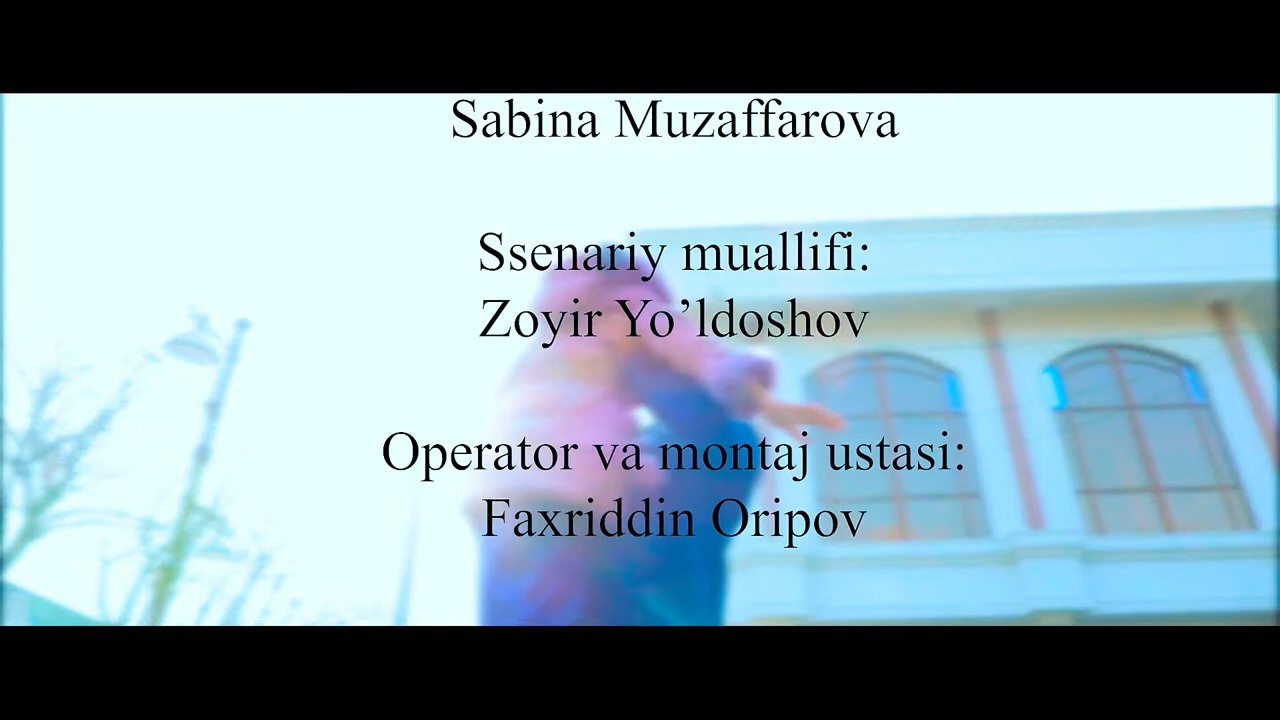 Sabina Muzaffarova
Ssenariy muallifi:
Zoyir Yo’ldoshov
Operator va montaj ustasi:
Faxriddin Oripov